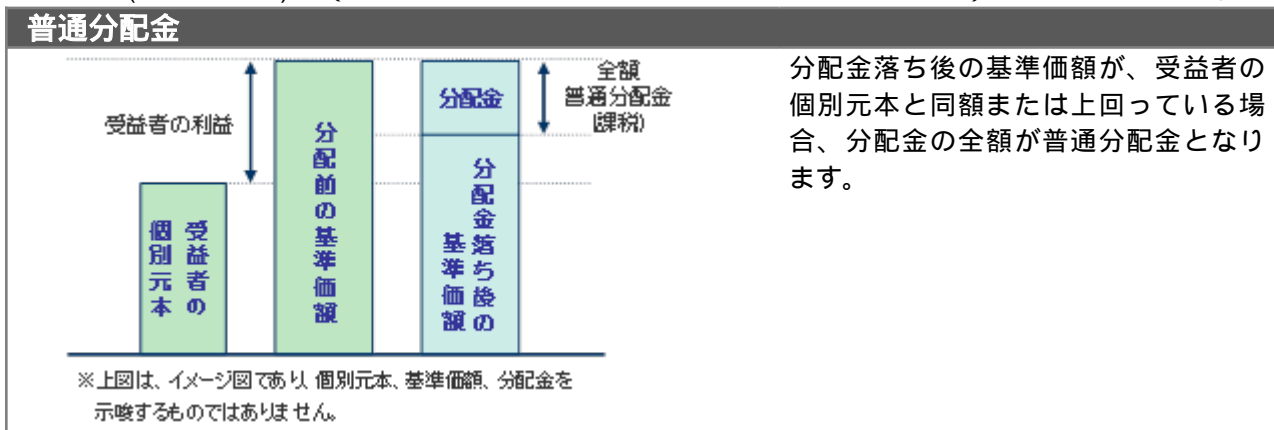 普通分配金
全額
普通分配金
(課税)
受益者の利益
分配金
分配前の基準価額
分配金落ち後の
基準価額
受益者の
個別元本
※上図は、イメージ図であり、個別元本、基準価額、分配金を
示唆するものではありません。
分配金落ち後の基準価額が、受益者の
個別元本と同額または上回っている場
合、分配金の全額が普通分配金となり
ます。